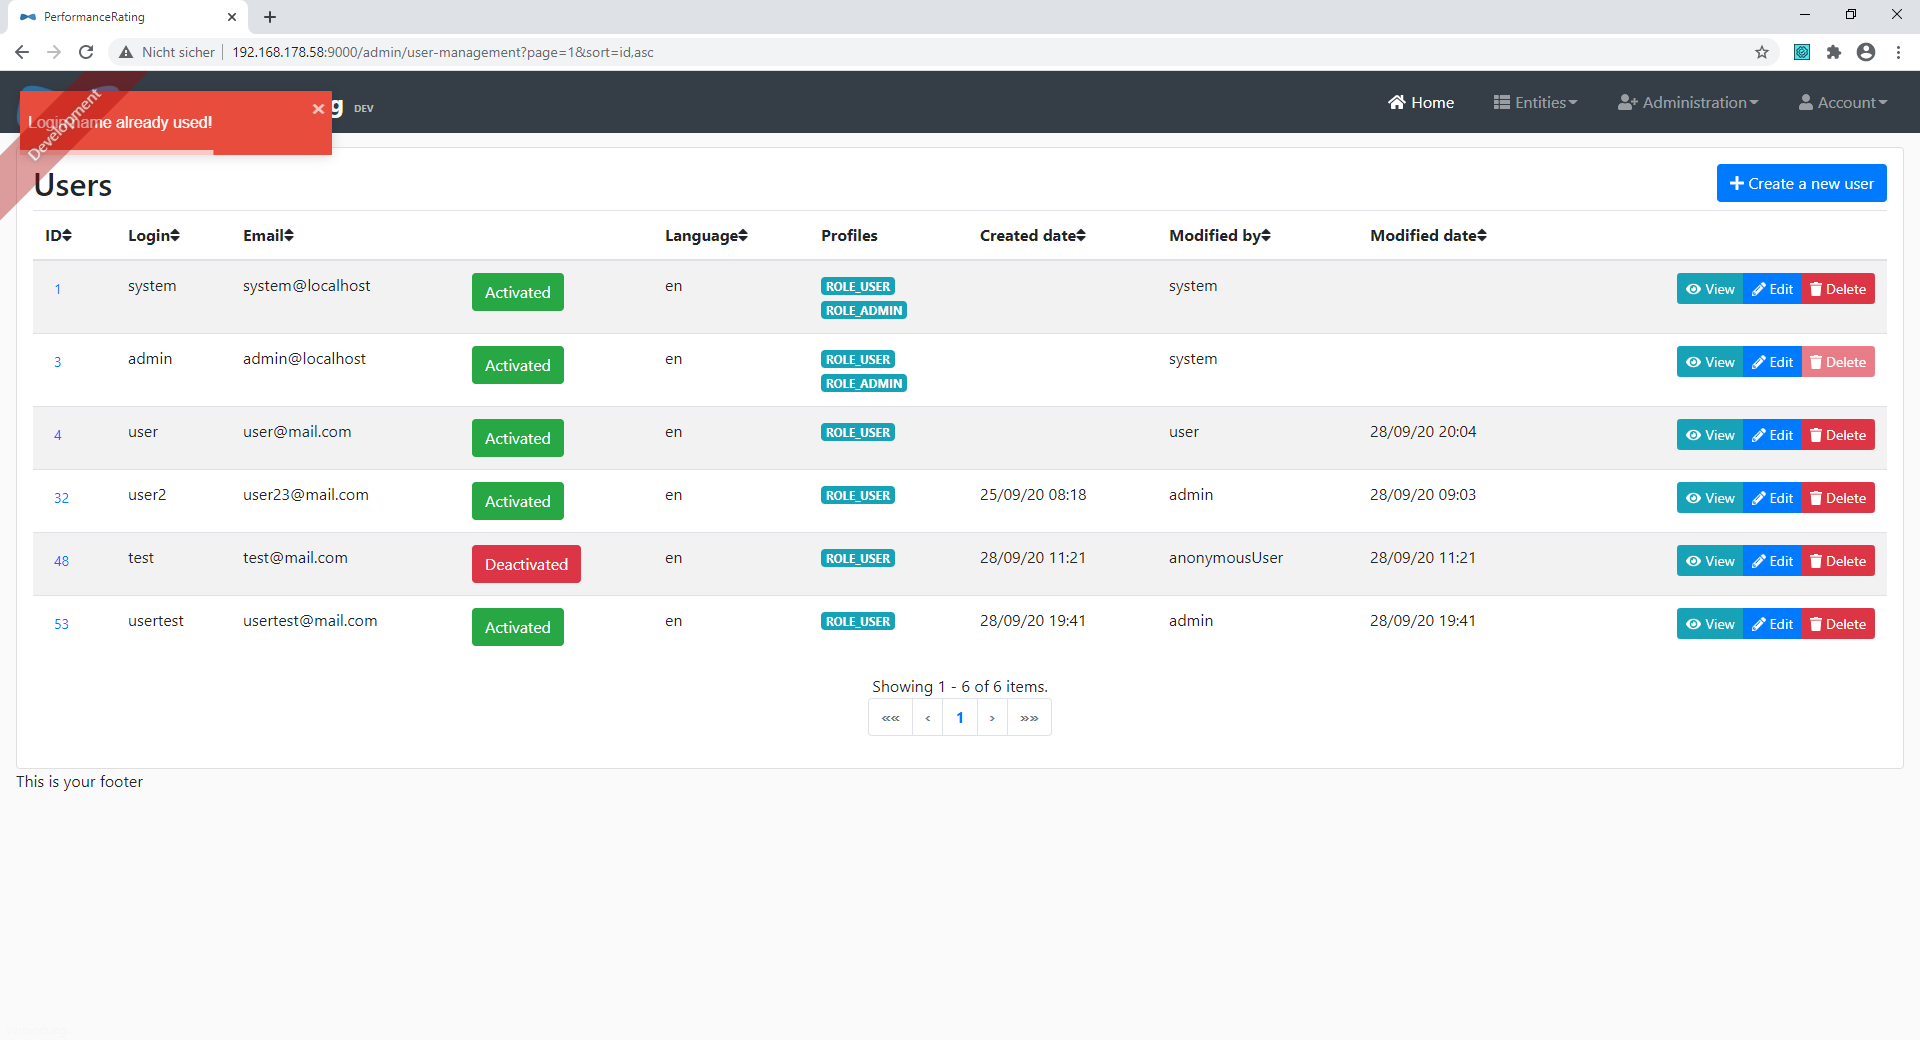 PerformanceRating
Nicht sicher
192.168.178.58:9000/admin/user-management?page=1&sort=id,asc
Development
Login name already used!
g DEV
Home
Entities
Administration
Account
Users
Create a new user
ID Login Email Language Profiles Created date Modified by Modified date
1 system system@localhost Activated en ROLE_USER system View Edit Delete
ROLE_ADMIN
3 admin admin@localhost Activated en ROLE_USER system View Edit Delete
ROLE_ADMIN
4 user user@mail.com Activated en ROLE_USER user 28/09/20 20:04 View Edit Delete
32 user2 user23@mail.com Activated en ROLE_USER 25/09/20 08:18 admin 28/09/20 09:03 View Edit Delete
48 test test@mail.com Deactivated en ROLE_USER 28/09/20 11:21 anonymousUser 28/09/20 11:21 View Edit Delete
53 usertest usertest@mail.com Activated en ROLE_USER 28/09/20 19:41 admin 28/09/20 19:41 View Edit Delete
Showing 1 - 6 of 6 items.
«« ‹ 1 › »»
This is your footer